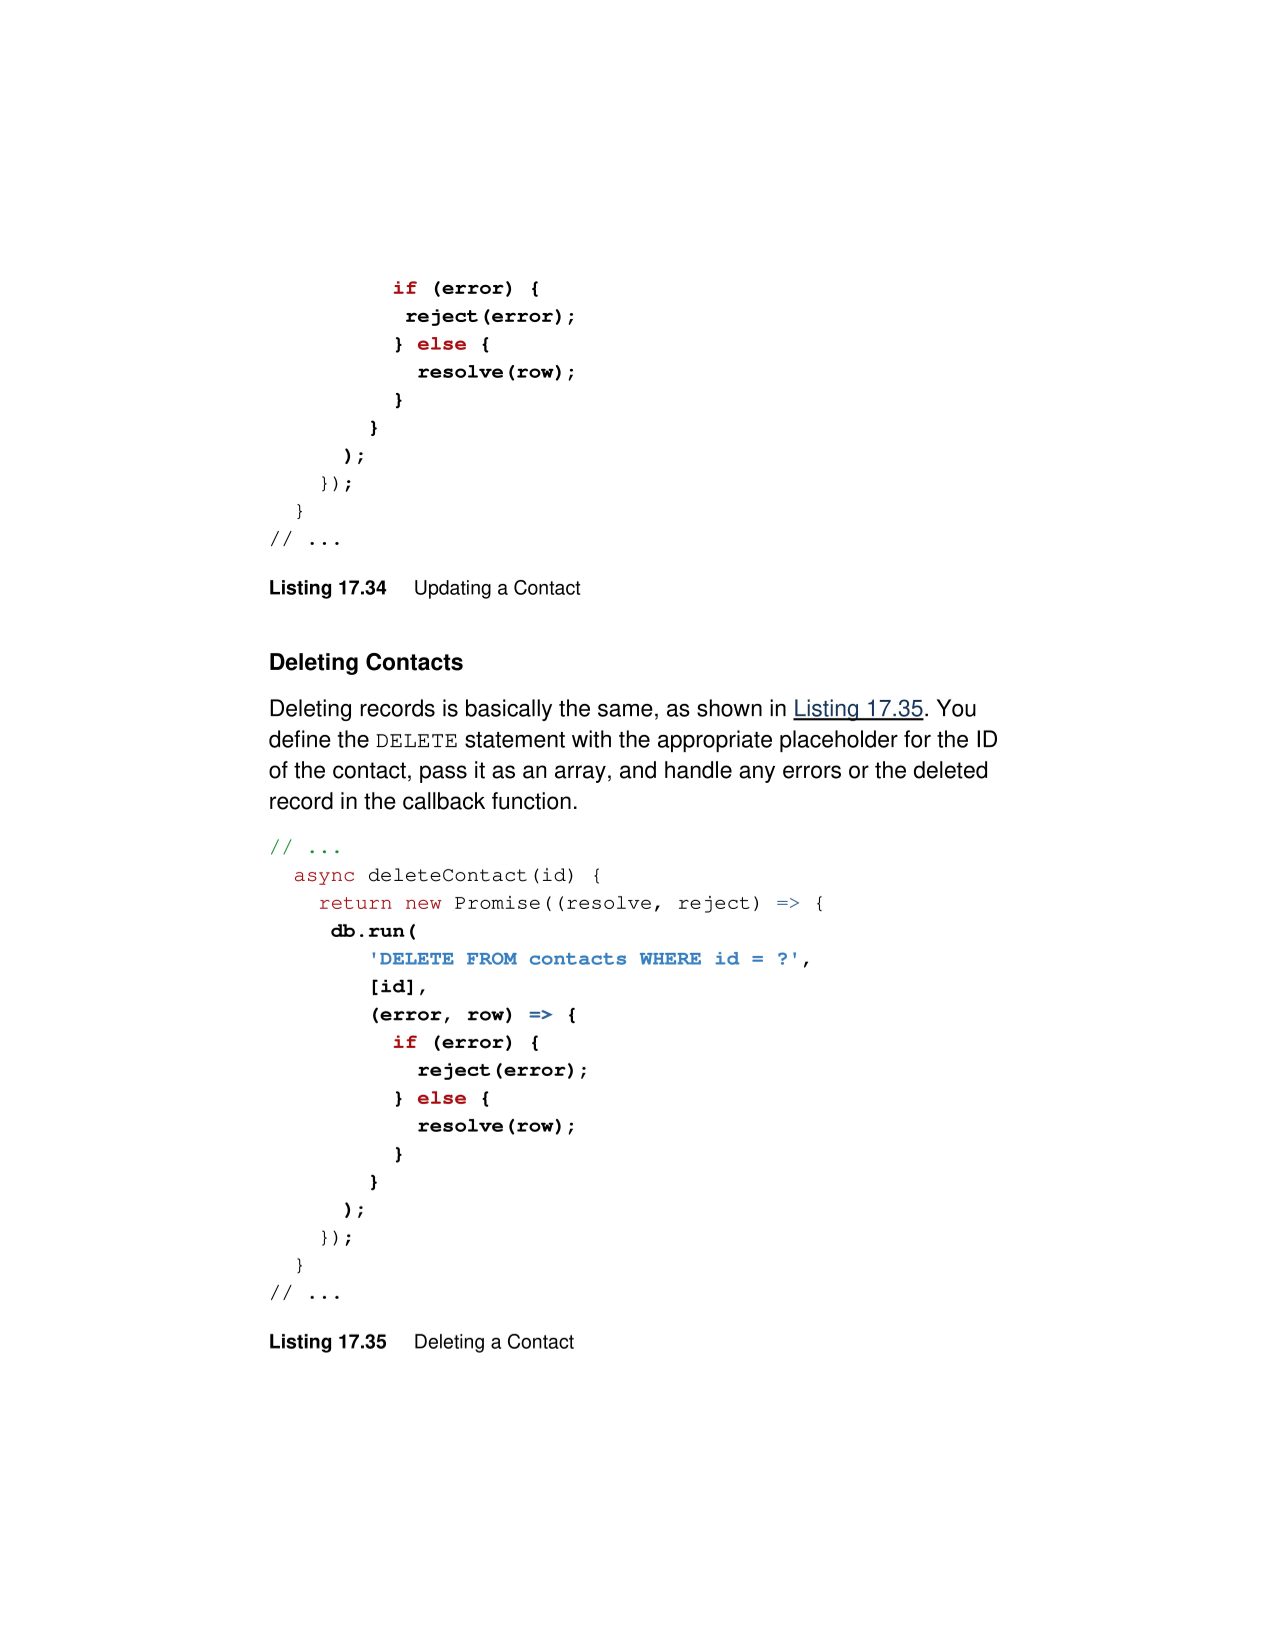 if (error) {
reject(error);
} else {
resolve(row);
}
}
);
});
}
// ...
Listing 17.34 Updating a Contact
Deleting Contacts
Deleting records is basically the same, as shown in Listing 17.35. You
define the DELETE statement with the appropriate placeholder for the ID
of the contact, pass it as an array, and handle any errors or the deleted
record in the callback function.
// ...
async deleteContact(id) {
return new Promise((resolve, reject) => {
db.run(
'DELETE FROM contacts WHERE id = ?',
[id],
(error, row) => {
if (error) {
reject(error);
} else {
resolve(row);
}
}
);
});
}
// ...
Listing 17.35 Deleting a Contact